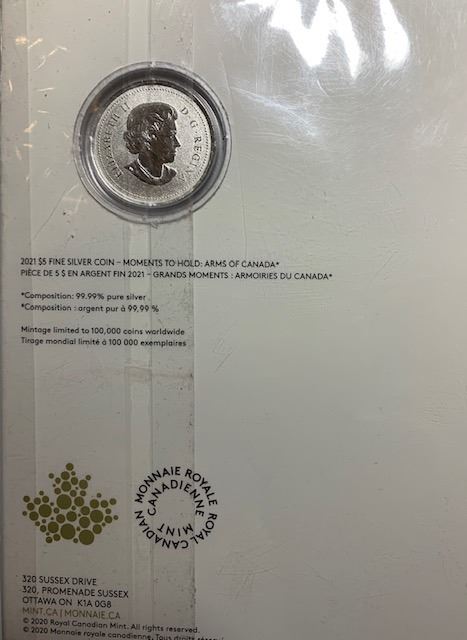 ELIZABETH II D·G·REGINA
2021 $5 FINE SILVER COIN – MOMENTS TO HOLD: ARMS OF CANADA*
PIÈCE DE 5 $ EN ARGENT FIN 2021 – GRANDS MOMENTS : ARMOIRIES DU CANADA*
*Composition: 99.99% pure silver
*Composition : argent pur à 99,99 %
Mintage limited to 100,000 coins worldwide
Tirage mondial limité à 100 000 exemplaires
MONNAIE ROYALE
CANADIENNE
ROYAL CANADIAN
MINT
320 SUSSEX DRIVE
320, PROMENADE SUSSEX
OTTAWA ON K1A 0G8
MINT.CA | MONNAIE.CA
© 2020 Royal Canadian Mint. All rights reserved.
© 2020 Monnaie royale canadienne. Tous droits